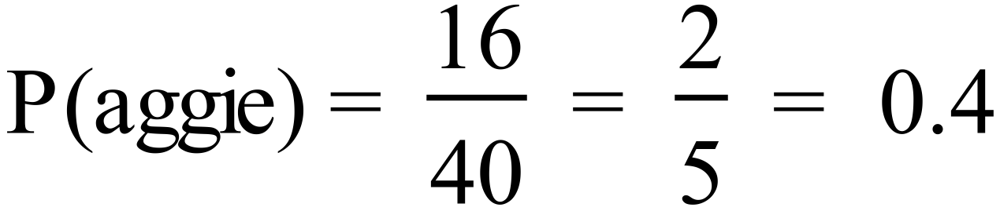 P(aggie) = 16/40 = 2/5 = 0.4